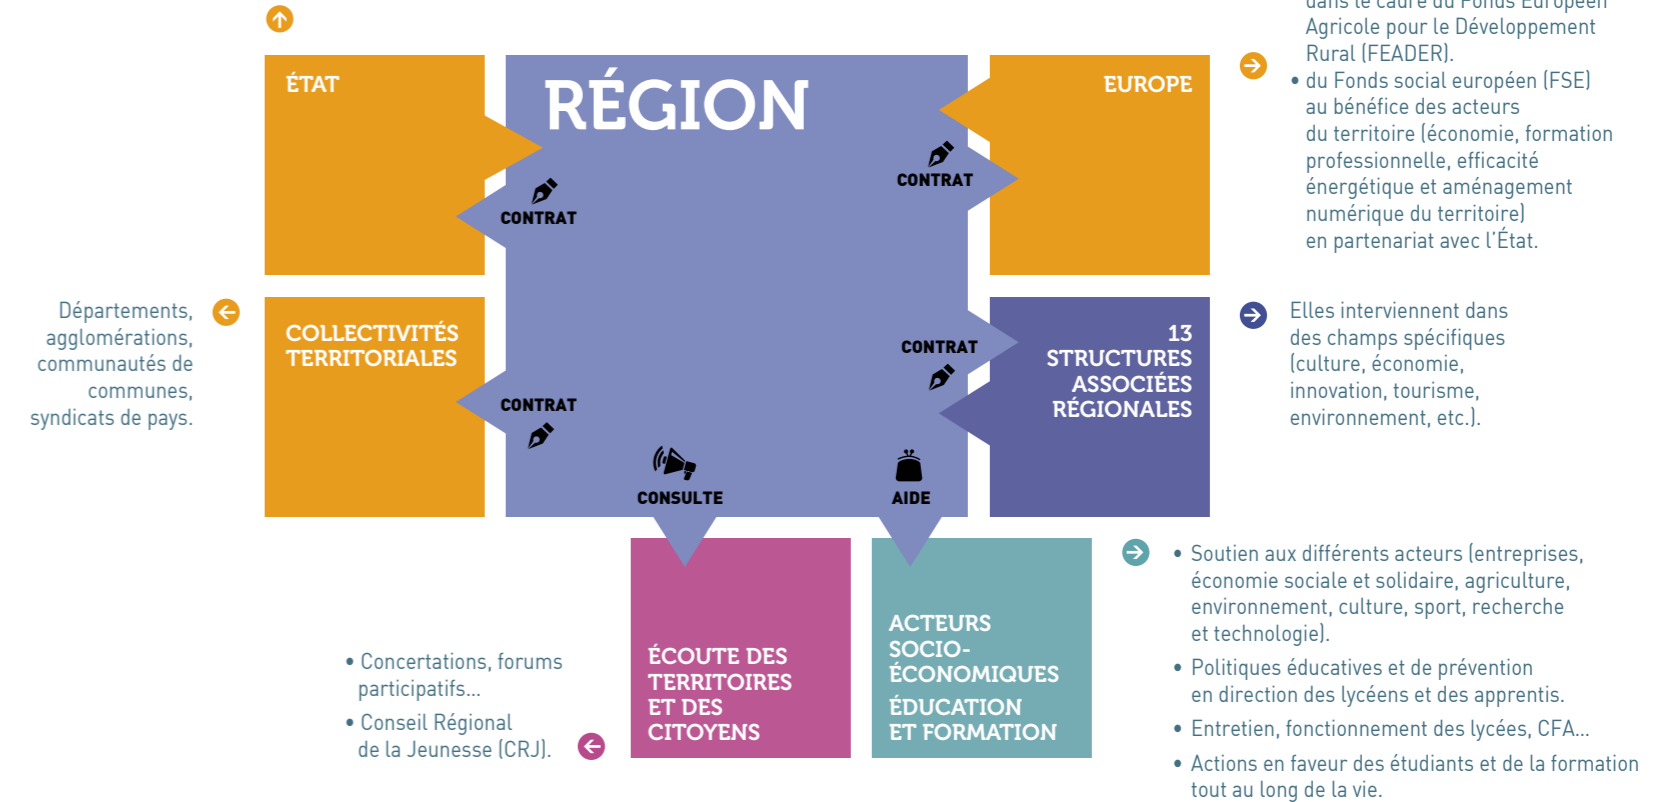 dans le cadre du Fonds Européen
Agricole pour le Développement
Rural (FEADER).
• du Fonds social européen (FSE)
au bénéfice des acteurs
du territoire (économie, formation
professionnelle, efficacité
énergétique et aménagement
numérique du territoire)
en partenariat avec l'État.
ÉTAT
RÉGION
EUROPE
CONTRAT
CONTRAT
Départements,
agglomérations,
communautés de
communes,
syndicats de pays.
COLLECTIVITÉS
TERRITORIALES
CONTRAT
CONTRAT
13
STRUCTURES
ASSOCIÉES
RÉGIONALES
Elles interviennent dans
des champs spécifiques
(culture, économie,
innovation, tourisme,
environnement, etc.).
CONSULTE
AIDE
• Concertations, forums
participatifs...
• Conseil Régional
de la Jeunesse (CRJ).
ÉCOUTE DES
TERRITOIRES
ET DES
CITOYENS
ACTEURS
SOCIO-
ÉCONOMIQUES
ÉDUCATION
ET FORMATION
• Soutien aux différents acteurs (entreprises,
économie sociale et solidaire, agriculture,
environnement, culture, sport, recherche
et technologie).
• Politiques éducatives et de prévention
en direction des lycéens et des apprentis.
• Entretien, fonctionnement des lycées, CFA...
• Actions en faveur des étudiants et de la formation
tout au long de la vie.